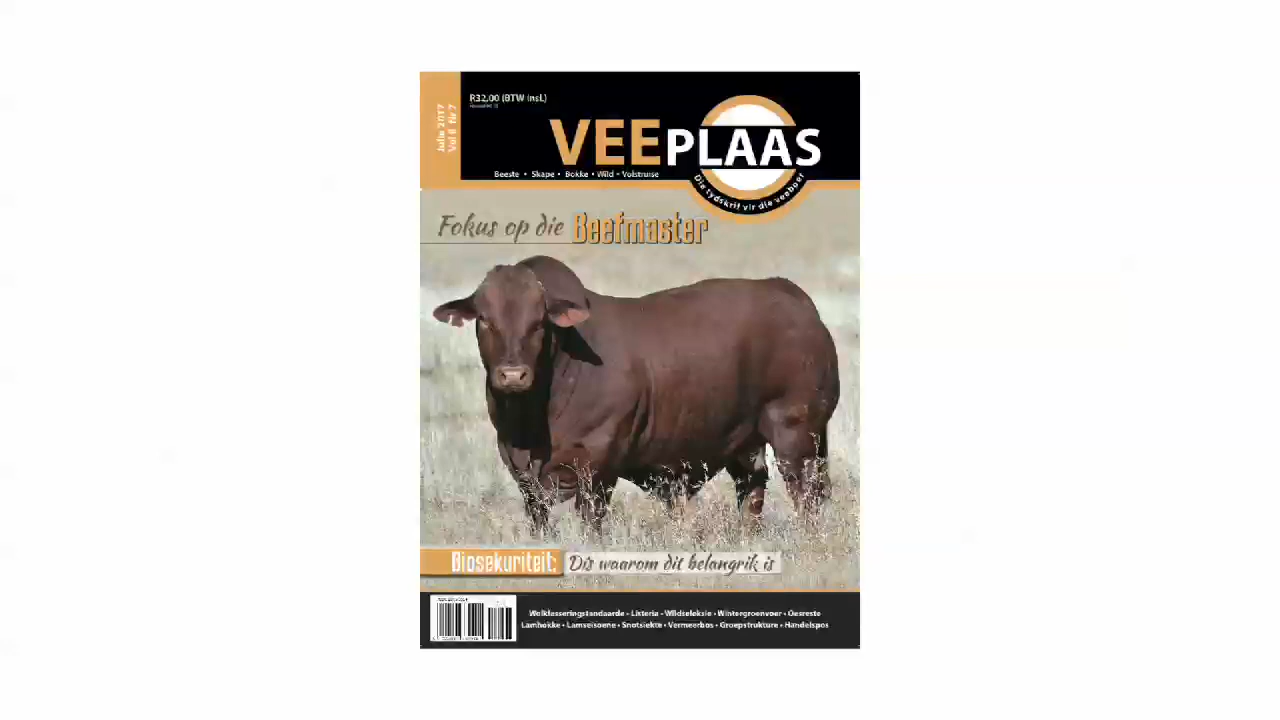 R32,00 (BTW insl.)
Julie 2017
Vol 8 nr 7
VEEPLAAS
Beeste • Skape • Bokke • Wild • Volstruise
Die tydskrif vir die veeboer
Fokus op die Beefmaster
Biosekuriteit: Dís waarom dit belangrik is
Wolklasseringstandaarde • Listeria • Wildseleksie • Wintergroenvoer • Oesreste
Lamhokke • Lamseisoene • Snotsiekte • Vermeerbos • Groepstrukture • Handelspos